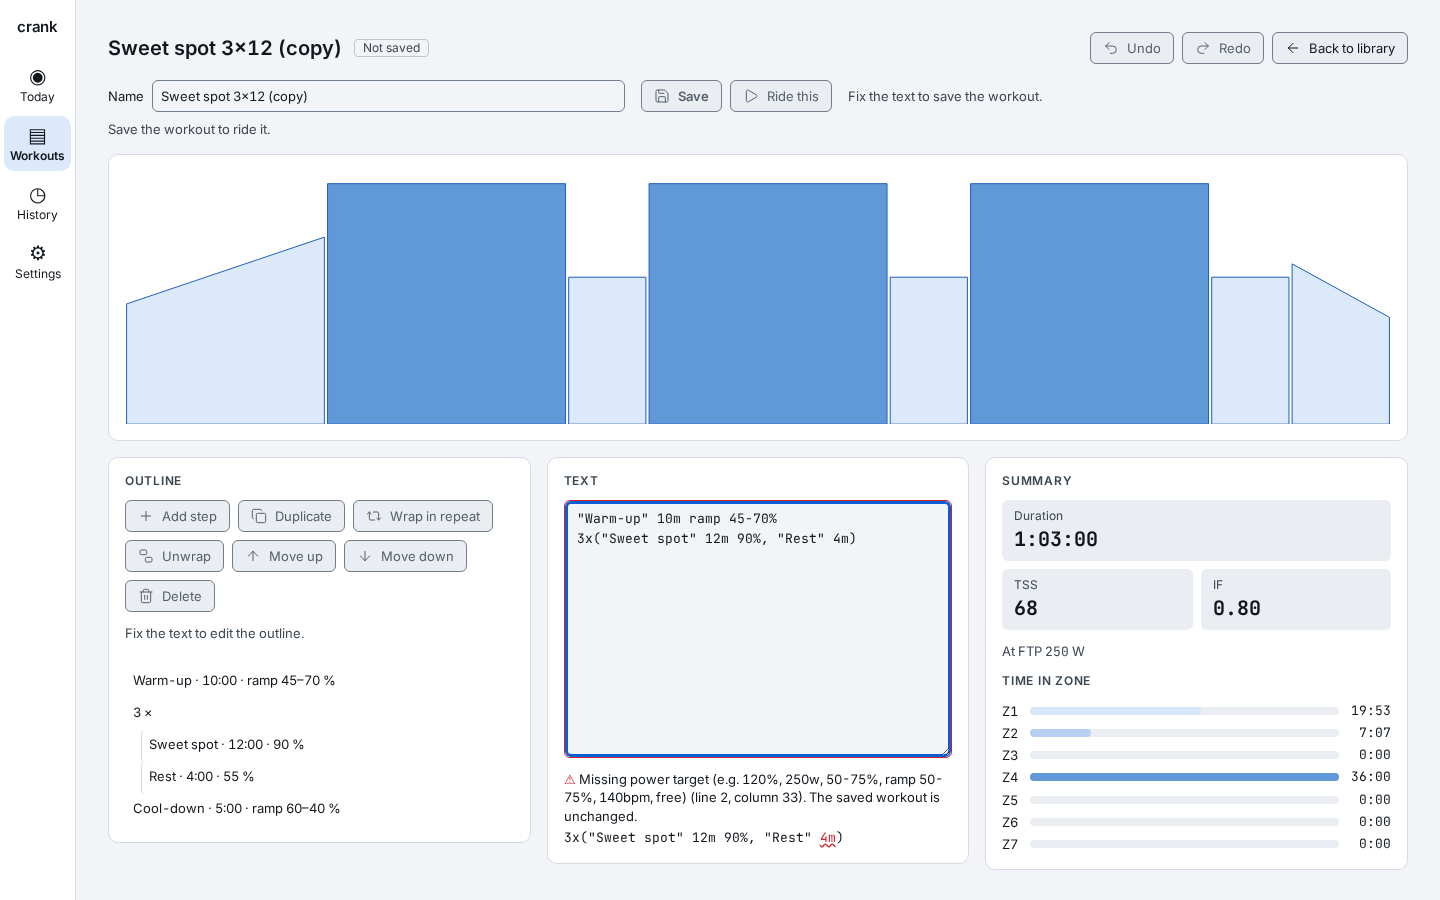 crank
Today
Workouts
History
Settings
Sweet spot 3×12 (copy)
Not saved
Undo
Redo
Back to library
Name
Sweet spot 3×12 (copy)
Save
Ride this
Fix the text to save the workout.
Save the workout to ride it.
OUTLINE
Add step
Duplicate
Wrap in repeat
Unwrap
Move up
Move down
Delete
Fix the text to edit the outline.
Warm-up · 10:00 · ramp 45–70 %
3 ×
Sweet spot · 12:00 · 90 %
Rest · 4:00 · 55 %
Cool-down · 5:00 · ramp 60–40 %
TEXT
"Warm-up" 10m ramp 45-70%
3x("Sweet spot" 12m 90%, "Rest" 4m)
⚠ Missing power target (e.g. 120%, 250w, 50-75%, ramp 50-
75%, 140bpm, free) (line 2, column 33). The saved workout is
unchanged.
3x("Sweet spot" 12m 90%, "Rest" 4m)
SUMMARY
Duration
1:03:00
TSS
68
IF
0.80
At FTP 250 W
TIME IN ZONE
Z1 19:53
Z2 7:07
Z3 0:00
Z4 36:00
Z5 0:00
Z6 0:00
Z7 0:00